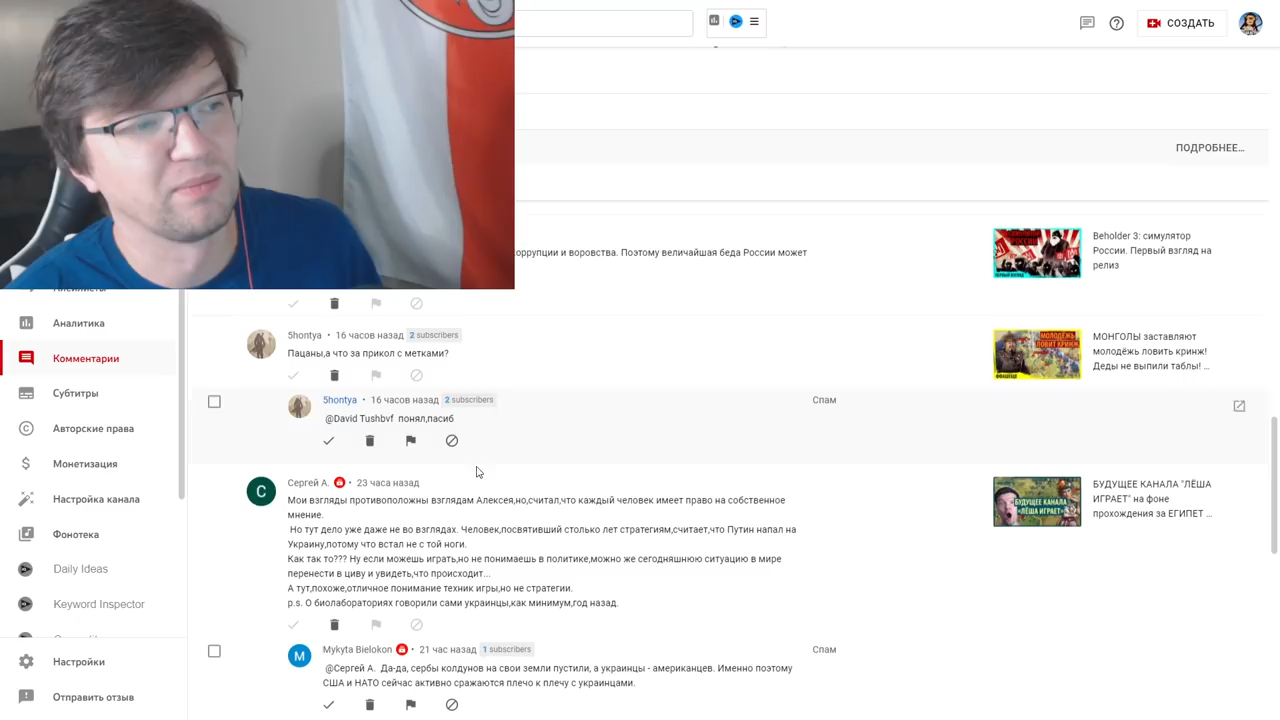 СОЗДАТЬ
ПОДРОБНЕЕ...
оррупции и воровства. Поэтому величайшая беда России может
Beholder 3: симулятор
России. Первый взгляд на
релиз
Аналитика
Комментарии
Субтитры
Авторские права
Монетизация
Настройка канала
Фонотека
Daily Ideas
Keyword Inspector
Настройки
Отправить отзыв
5hontya • 16 часов назад 2 subscribers
Пацаны,а что за прикол с метками?
МОЛОДЁЖЬ
ЛОВИТ КРИНЖ
МОНГОЛЫ заставляют
молодёжь ловить кринж!
Деды не выпили таблы! ...
5hontya • 16 часов назад 2 subscribers
Спам
@David Tushbvf понял,пасиб
С
Сергей А. • 23 часа назад
Мои взгляды противоположны взглядам Алексея,но,считал,что каждый человек имеет право на собственное
мнение.
Но тут дело уже даже не во взглядах. Человек,посвятивший столько лет стратегиям,считает,что Путин напал на
Украину,потому что встал не с той ноги.
Как так то??? Ну если можешь играть,но не понимаешь в политике,можно же сегодняшнюю ситуацию в мире
перенести в циву и увидеть,что происходит...
А тут,похоже,отличное понимание техник игры,но не стратегии.
p.s. О биолабораториях говорили сами украинцы,как минимум,год назад.
БУДУЩЕЕ КАНАЛА
«ЛЁША ИГРАЕТ»
БУДУЩЕЕ КАНАЛА "ЛЁША
ИГРАЕТ" на фоне
прохождения за ЕГИПЕТ ...
M
Mykyta Bielokon • 21 час назад 1 subscribers
Спам
@Сергей А. Да-да, сербы колдунов на свои земли пустили, а украинцы - американцев. Именно поэтому
США и НАТО сейчас активно сражаются плечо к плечу с украинцами.